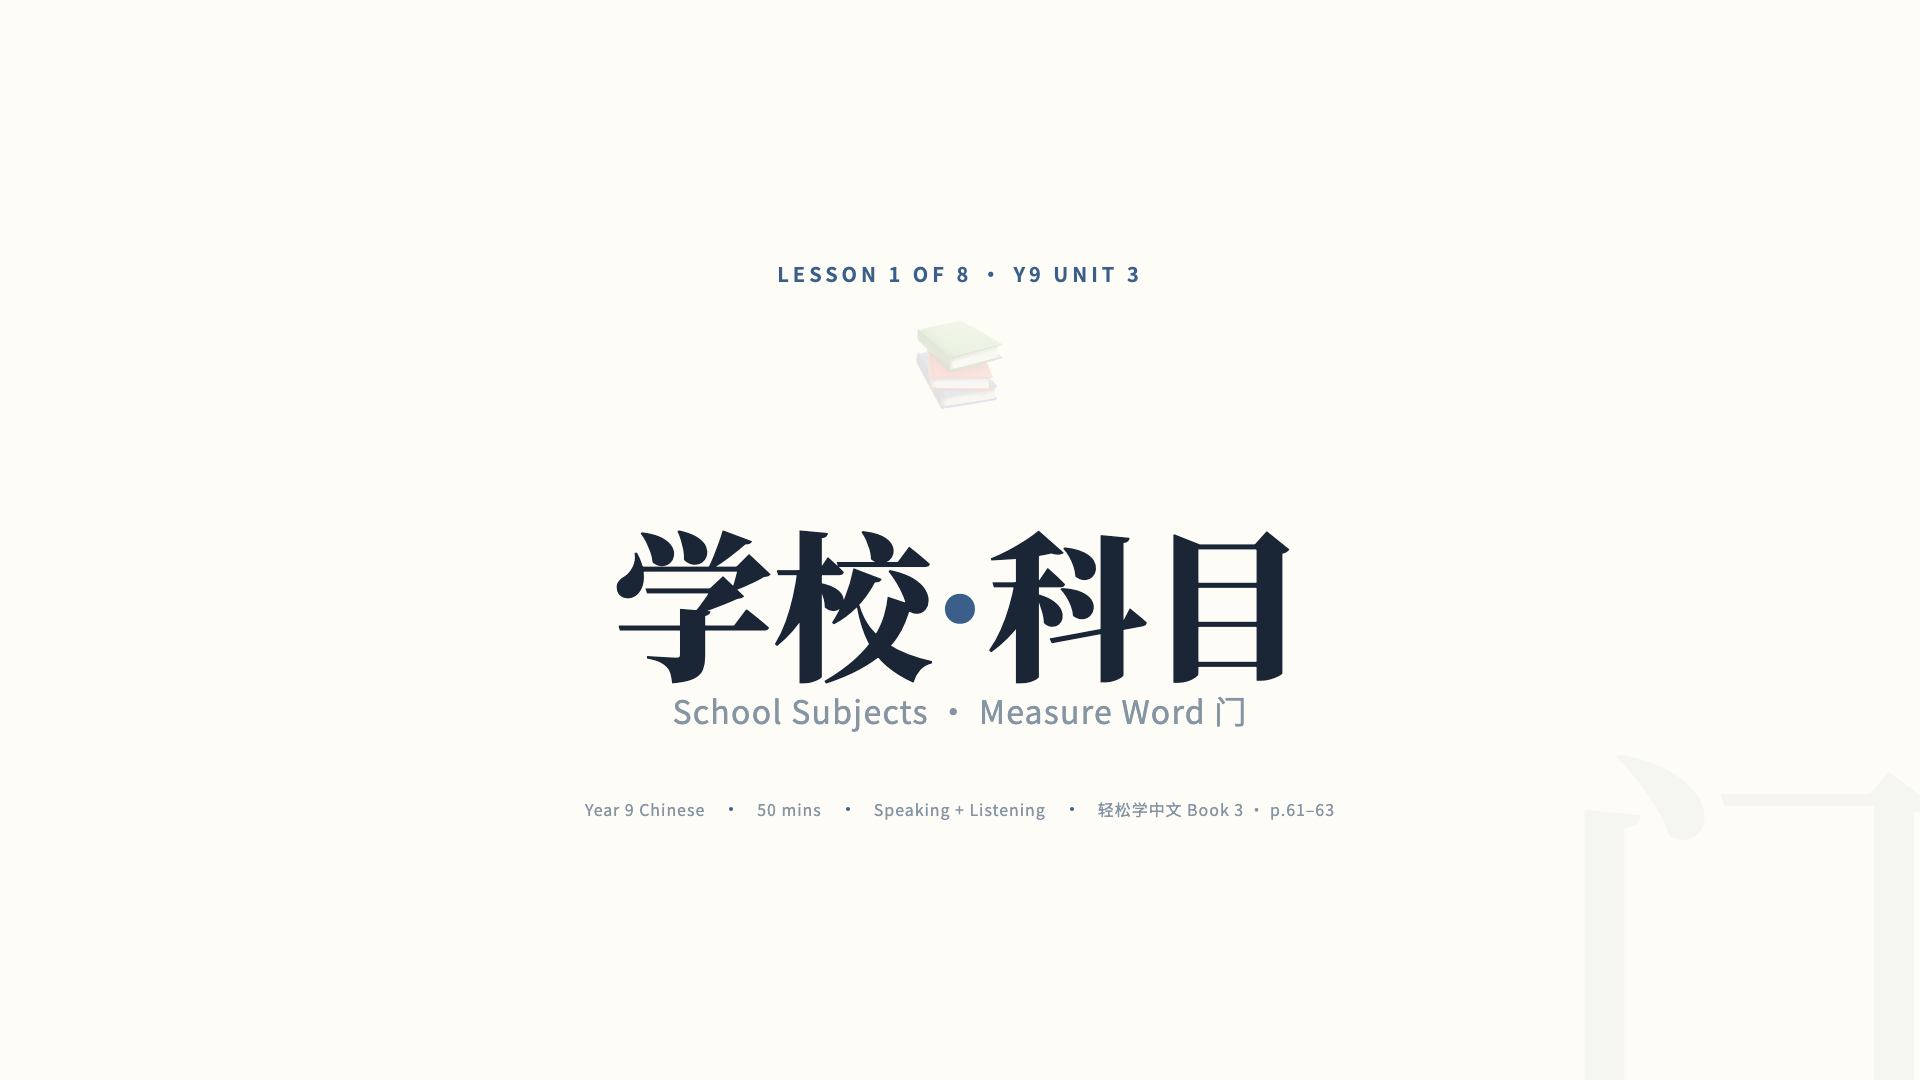 LESSON 1 OF 8 • Y9 UNIT 3
学校•科目
School Subjects • Measure Word 门
Year 9 Chinese • 50 mins • Speaking + Listening • 轻松学中文 Book 3 • p.61–63
门